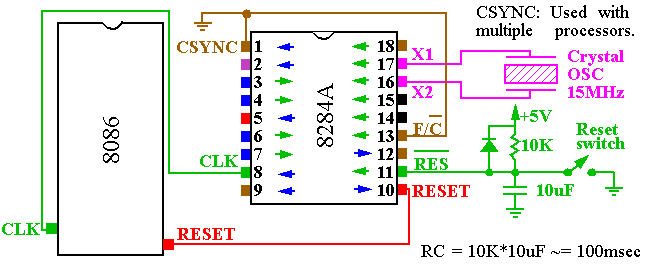 CSYNC: Used with
multiple processors.
CSYNC
1
2
3
4
5
6
7
8
9
18
17
16
15
14
13
12
11
10
8284A
8086
X1
X2
F/C
RES
RESET
CLK
CLK
RESET
Crystal
OSC
15MHz
+5V
10K
Reset
switch
10uF
RC = 10K*10uF ~= 100msec